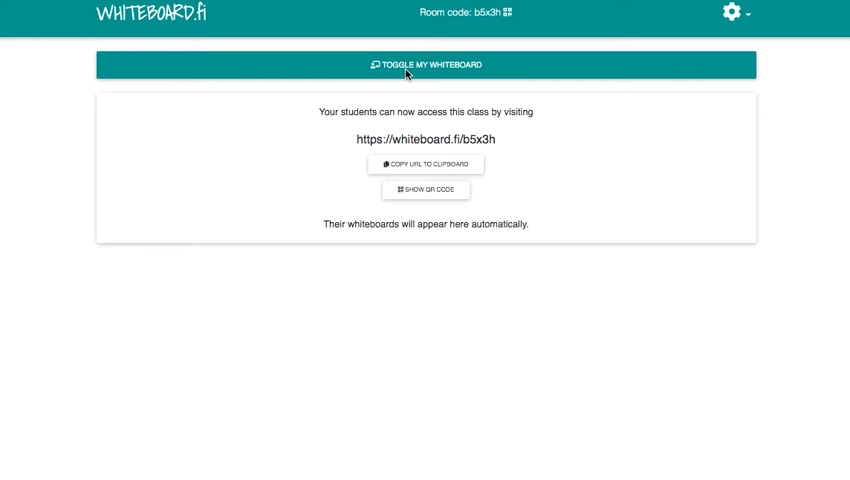 WHITEBOARD.fi
Room code: b5x3h
TOGGLE MY WHITEBOARD
Your students can now access this class by visiting
https://whiteboard.fi/b5x3h
COPY URL TO CLIPBOARD
SHOW QR CODE
Their whiteboards will appear here automatically.